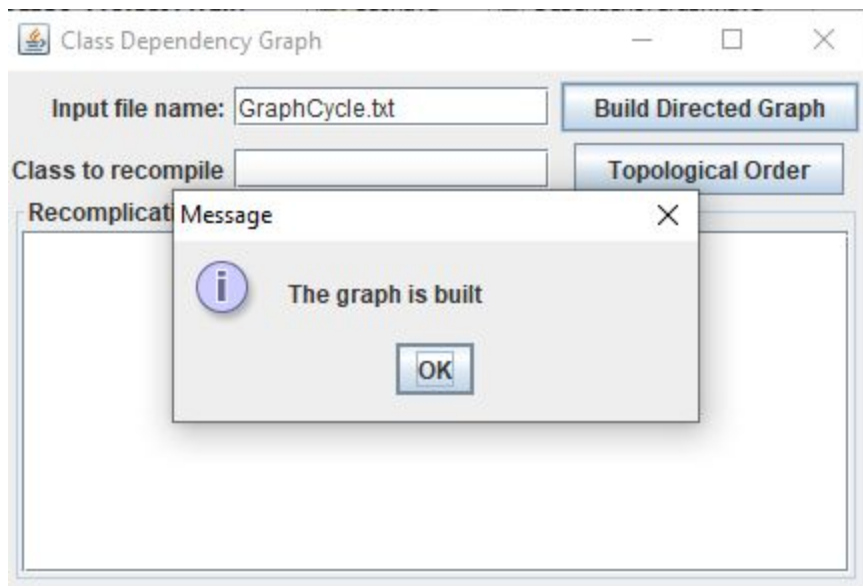 Class Dependency Graph
Input file name: GraphCycle.txt Build Directed Graph
Class to recompile Topological Order
Recomplicati
Message
The graph is built
OK